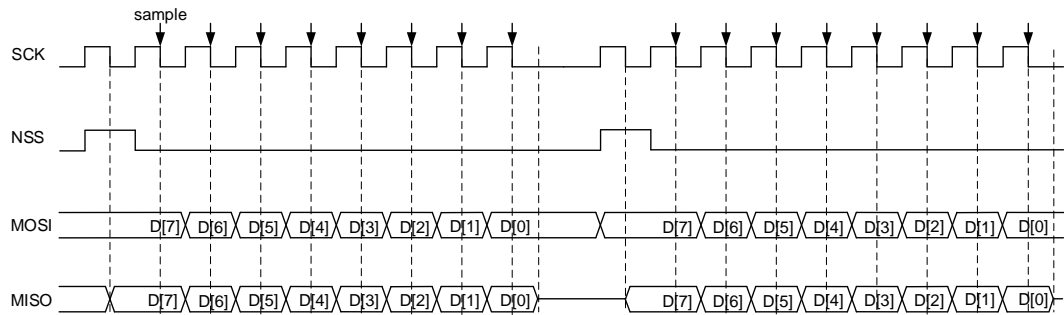 sample
SCK
NSS
MOSI D[7] D[6] D[5] D[4] D[3] D[2] D[1] D[0] D[7] D[6] D[5] D[4] D[3] D[2] D[1] D[0]
MISO D[7] D[6] D[5] D[4] D[3] D[2] D[1] D[0] D[7] D[6] D[5] D[4] D[3] D[2] D[1] D[0]